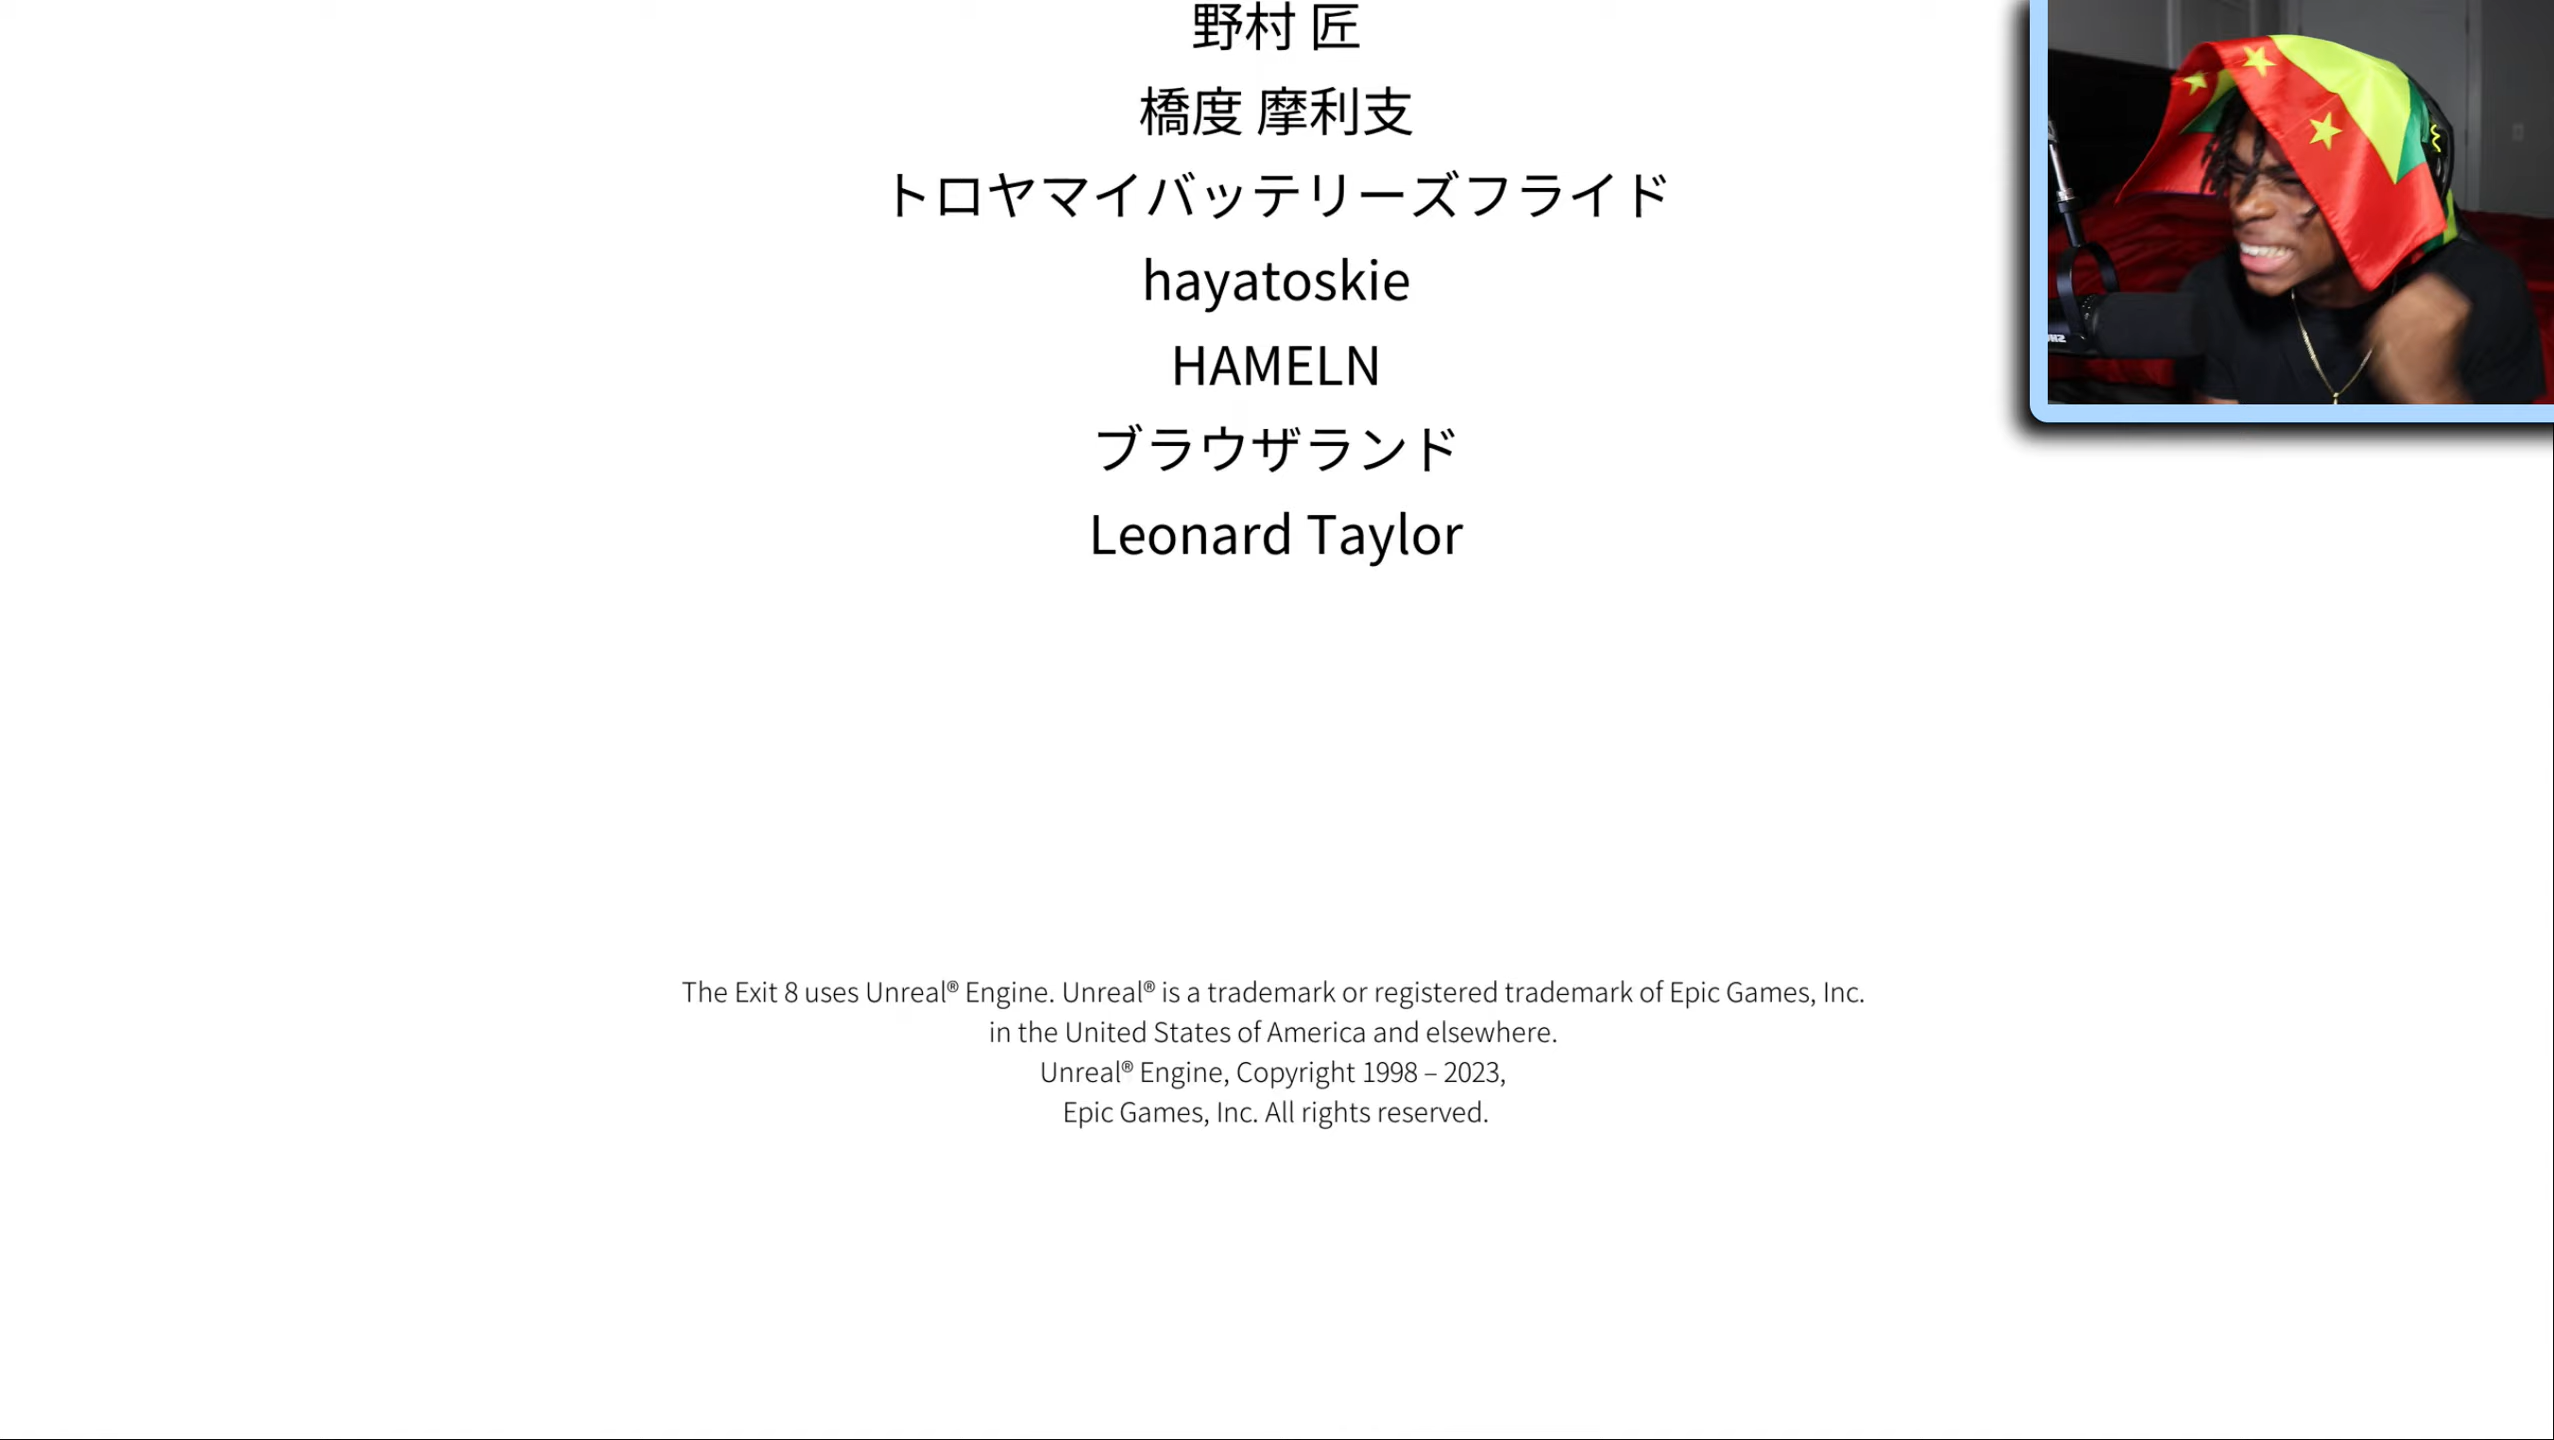 野村 匠
橋度 摩利支
トロヤマイバッテリーズフライド
hayatoskie
HAMELN
ブラウザランド
Leonard Taylor
The Exit 8 uses Unreal® Engine. Unreal® is a trademark or registered trademark of Epic Games, Inc.
in the United States of America and elsewhere.
Unreal® Engine, Copyright 1998 – 2023,
Epic Games, Inc. All rights reserved.